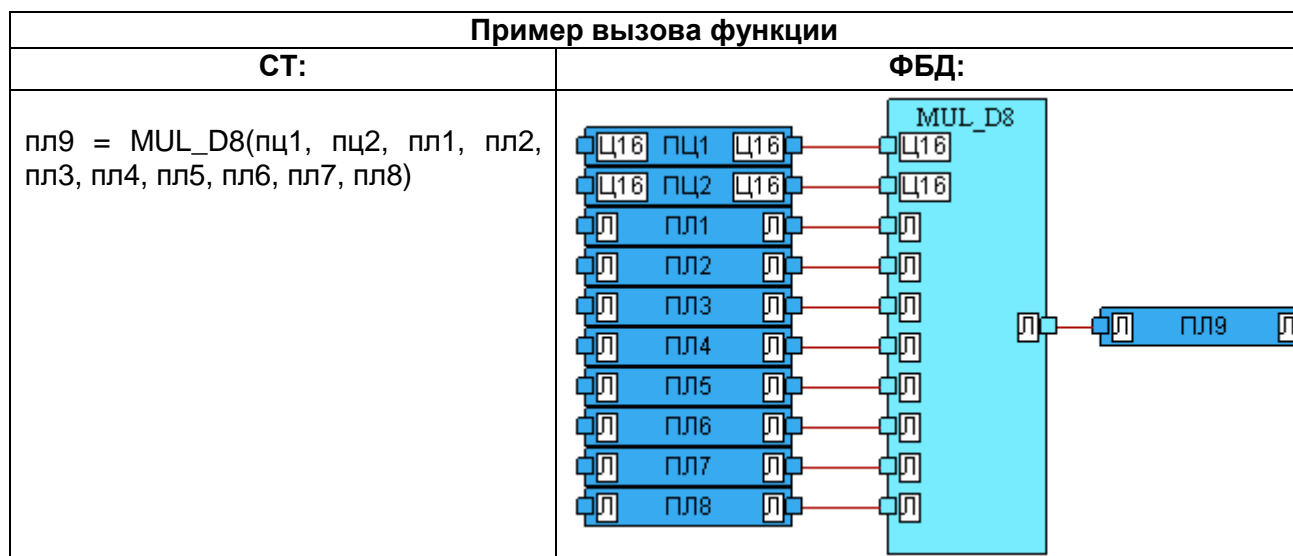 Пример вызова функции
СТ:
ФБД:
пл9 = MUL_D8(пц1, пц2, пл1, пл2,
пл3, пл4, пл5, пл6, пл7, пл8)
MUL_D8
Ц16 ПЦ1 Ц16 Ц16
Ц16 ПЦ2 Ц16 Ц16
Л ПЛ1 Л Л
Л ПЛ2 Л Л
Л ПЛ3 Л Л
Л Л ПЛ9 Л
Л ПЛ4 Л Л
Л ПЛ5 Л Л
Л ПЛ6 Л Л
Л ПЛ7 Л Л
Л ПЛ8 Л Л